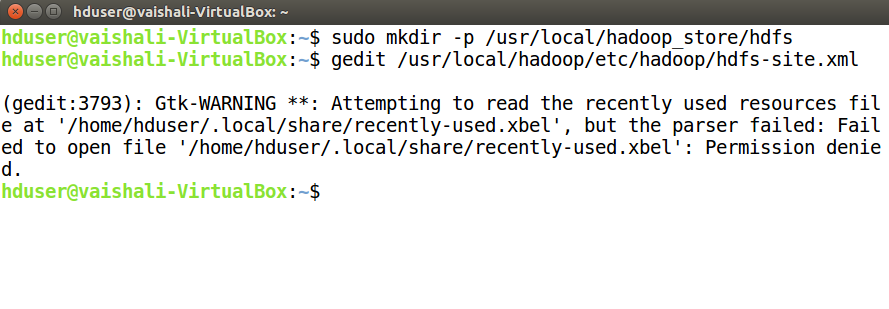 hduser@vaishali-VirtualBox: ~
hduser@vaishali-VirtualBox:~$ sudo mkdir -p /usr/local/hadoop_store/hdfs
hduser@vaishali-VirtualBox:~$ gedit /usr/local/hadoop/etc/hadoop/hdfs-site.xml
(gedit:3793): Gtk-WARNING **: Attempting to read the recently used resources fil
e at '/home/hduser/.local/share/recently-used.xbel', but the parser failed: Fail
ed to open file '/home/hduser/.local/share/recently-used.xbel': Permission denie
d.
hduser@vaishali-VirtualBox:~$